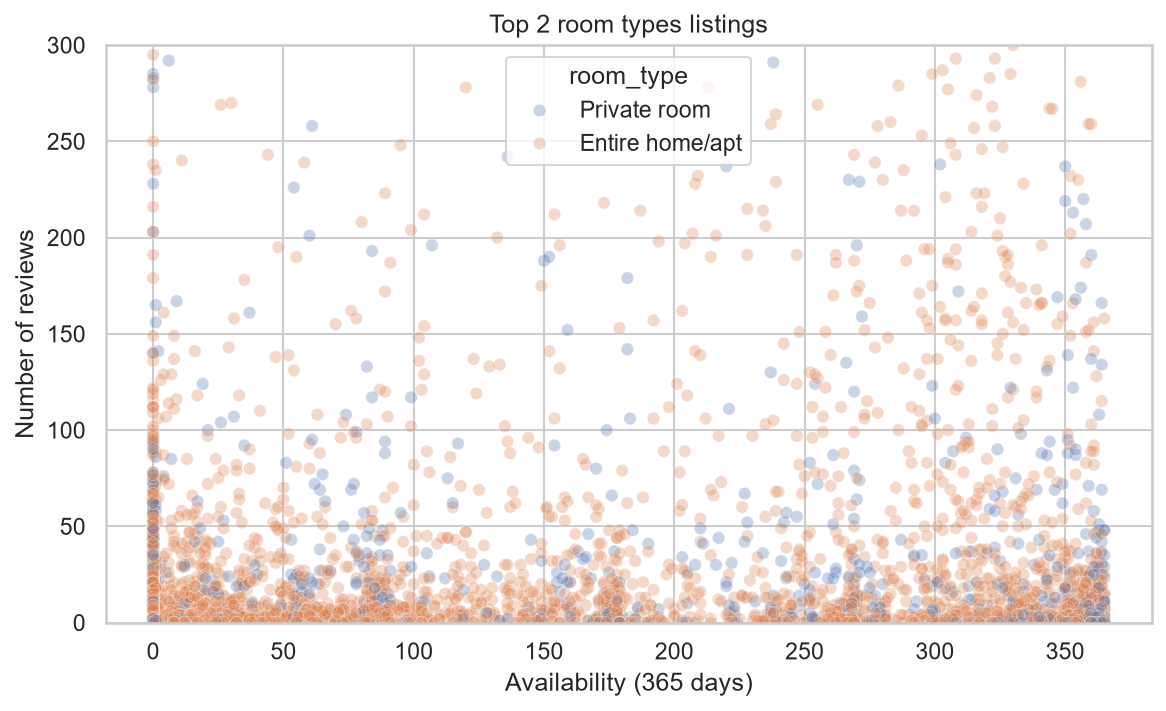 Top 2 room types listings
room_type
Private room
Entire home/apt
Number of reviews
300
250
200
150
100
50
0
0 50 100 150 200 250 300 350
Availability (365 days)